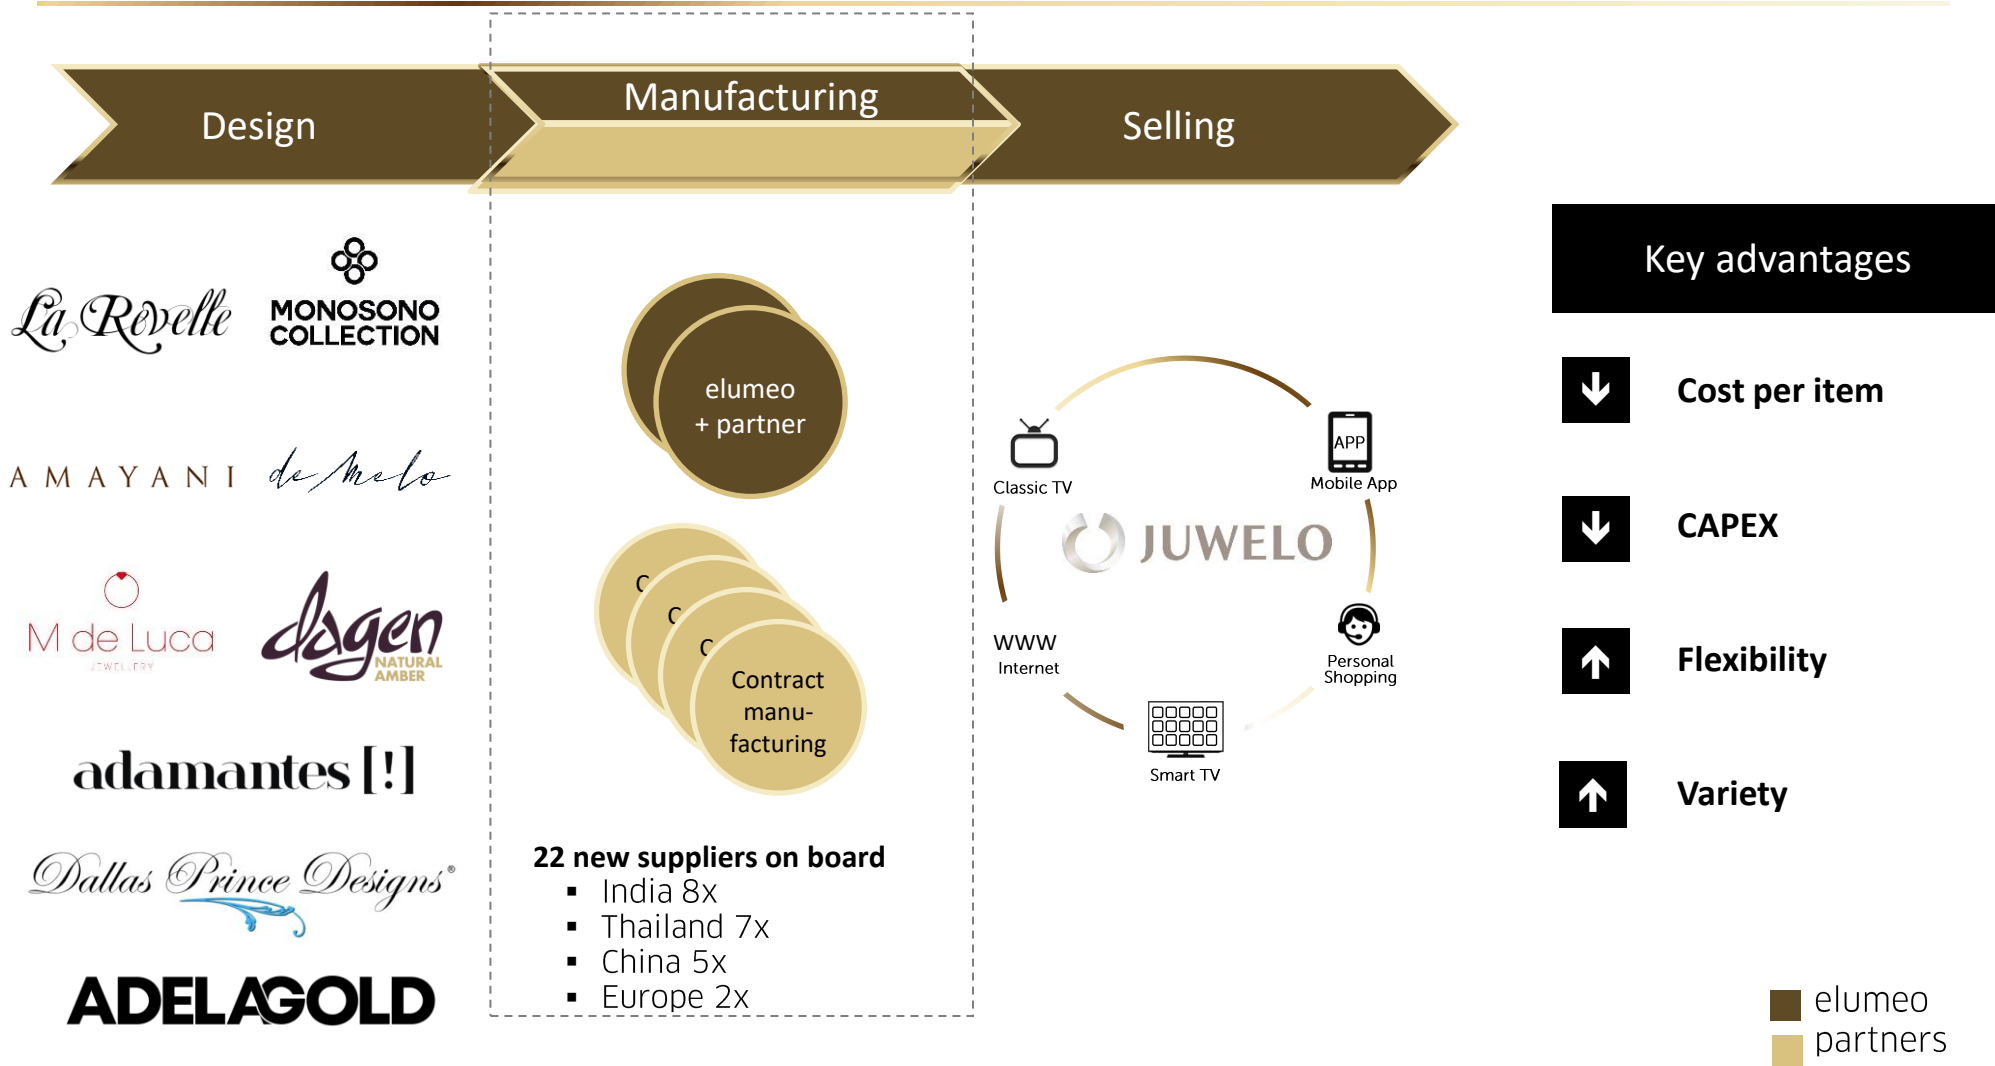 Design
Manufacturing
Selling
La Revelle
MONOSONO
COLLECTION
AMAYANI
de Melo
M de Luca
JEWELLERY
dagen
NATURAL
AMBER
adamantes [!]
Dallas Prince Designs®
ADELAGOLD
elumeo
+ partner
C
C
C
Contract
manu-
facturing
22 new suppliers on board
▪ India 8x
▪ Thailand 7x
▪ China 5x
▪ Europe 2x
Classic TV
APP
Mobile App
JUWELO
WWW
Internet
Personal
Shopping
Smart TV
Key advantages
Cost per item
CAPEX
Flexibility
Variety
elumeo
partners